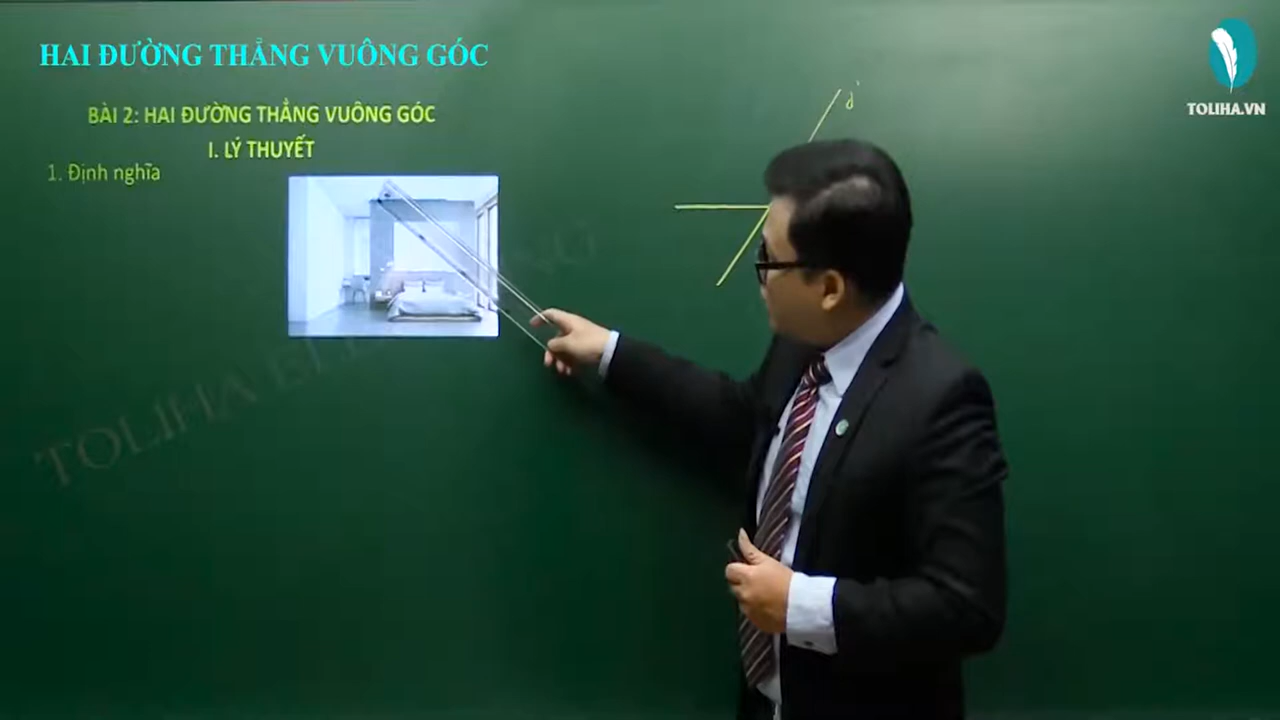 HAI ĐƯỜNG THẲNG VUÔNG GÓC
BÀI 2: HAI ĐƯỜNG THẲNG VUÔNG GÓC
I. LÝ THUYẾT
1. Định nghĩa
d'
TOLIHA.VN
TOLIHA